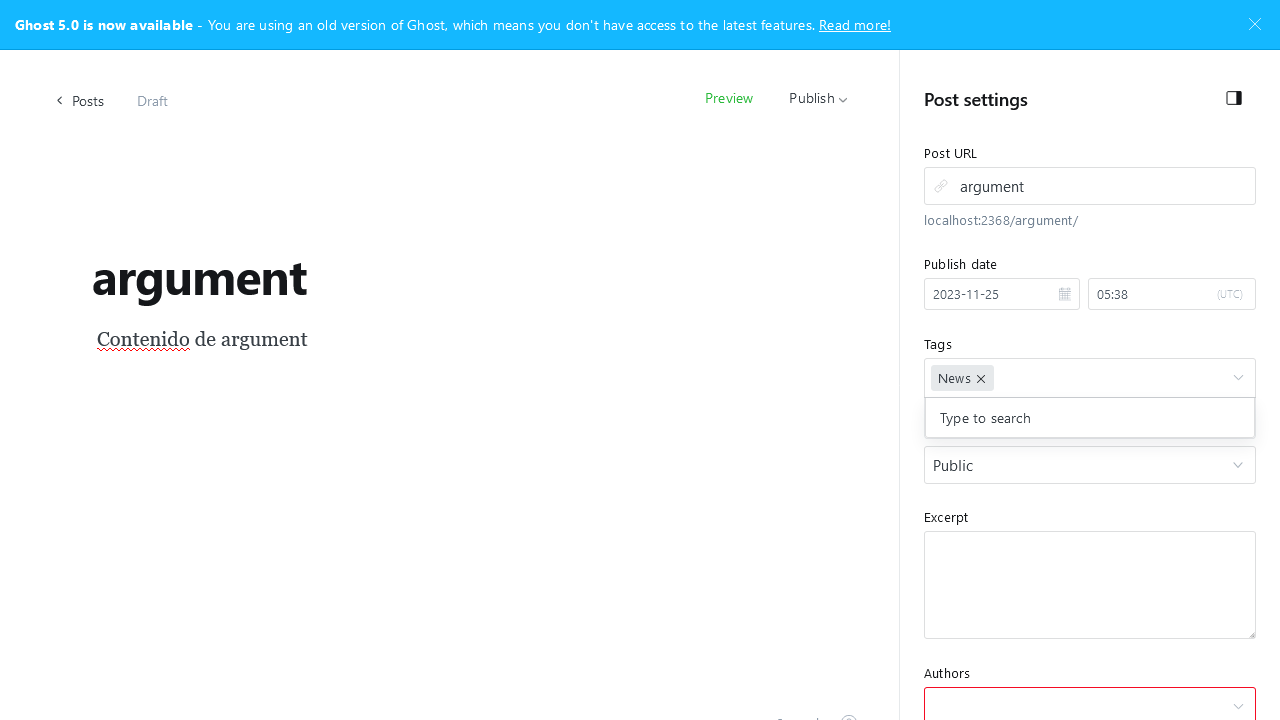 Ghost 5.0 is now available - You are using an old version of Ghost, which means you don't have access to the latest features. Read more!
Posts
Draft
Preview
Publish
argument
Contenido de argument
Post settings
Post URL
argument
localhost:2368/argument/
Publish date
2023-11-25
05:38
(UTC)
Tags
News
Type to search
Public
Excerpt
Authors